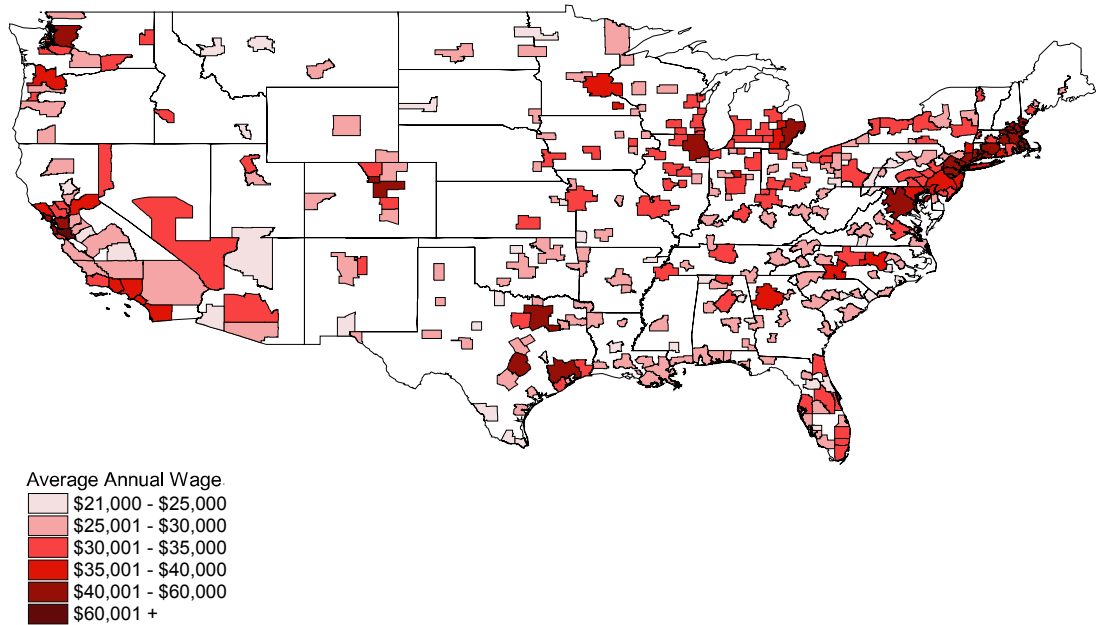 Average Annual Wage
$21,000 - $25,000
$25,001 - $30,000
$30,001 - $35,000
$35,001 - $40,000
$40,001 - $60,000
$60,001 +